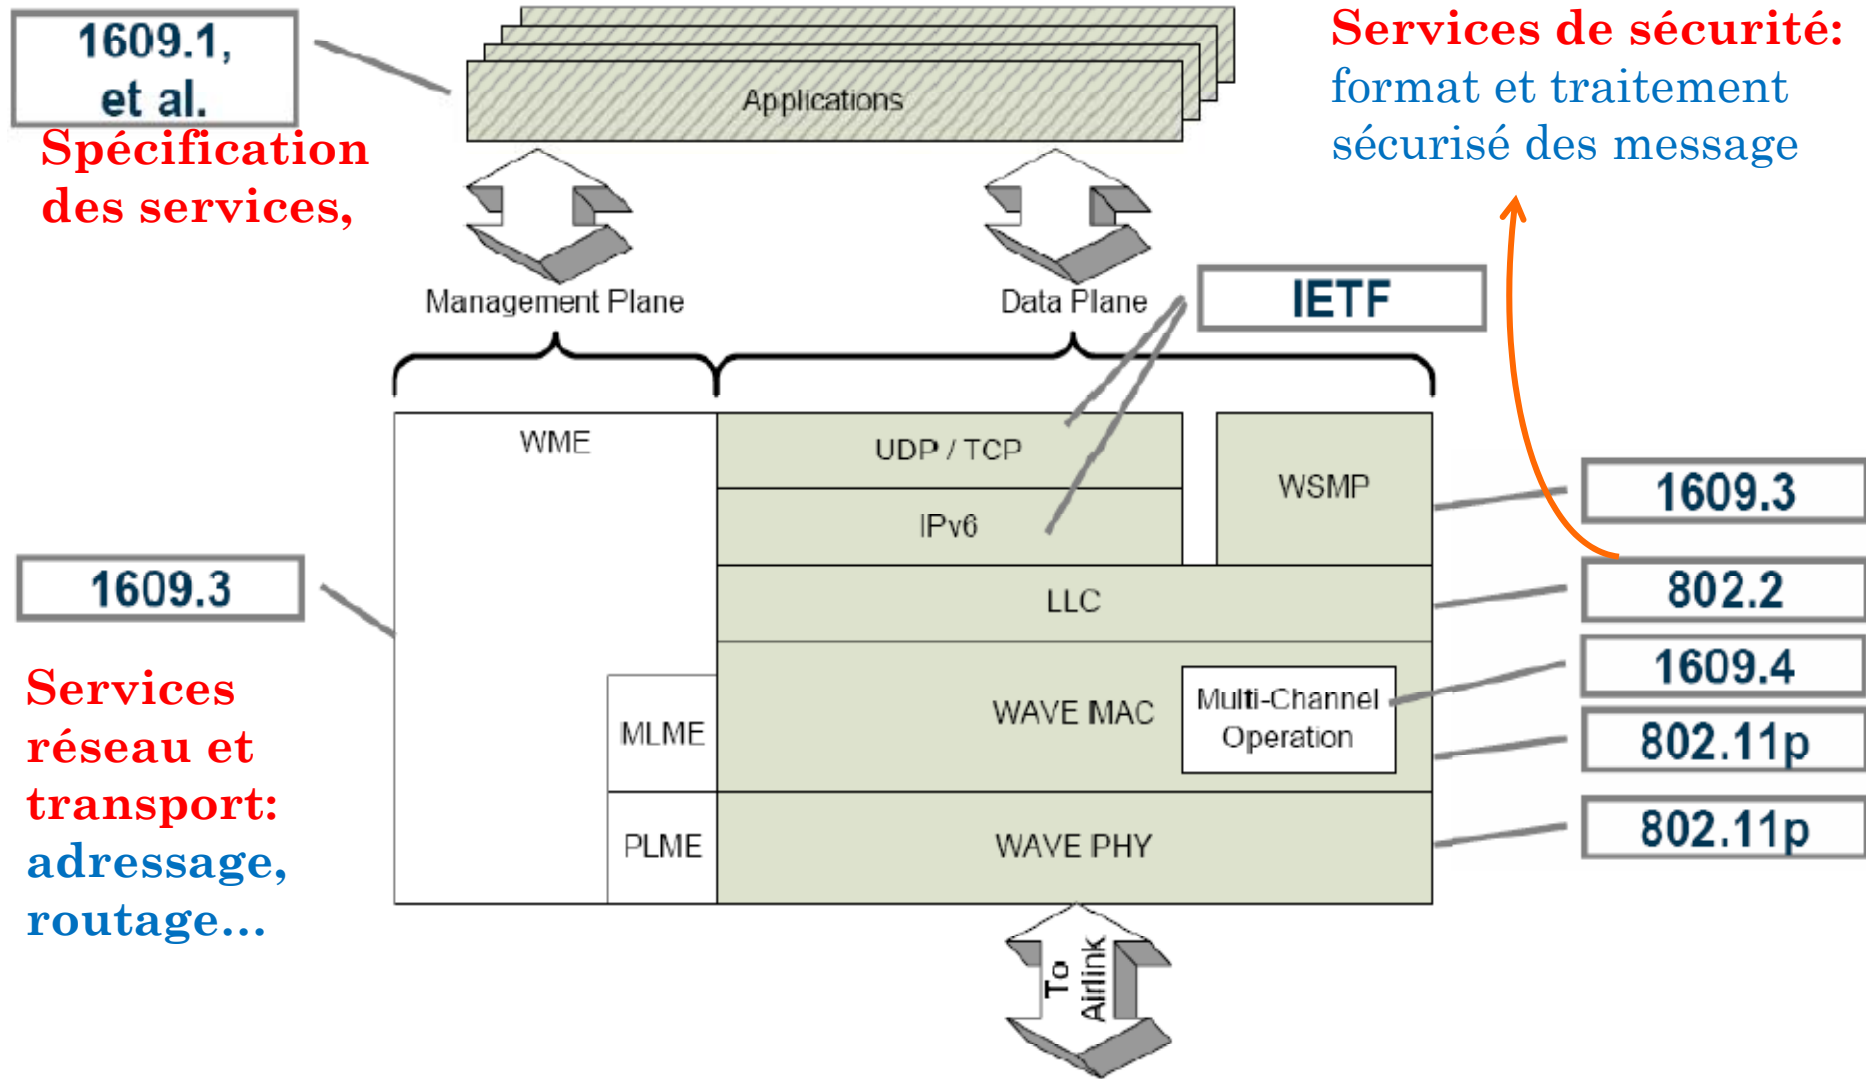 1609.1,
et al.
Spécification
des services,
Applications
Services de sécurité:
format et traitement
sécurisé des message
Management Plane
Data Plane
IETF
WME
UDP / TCP
IPv6
WSMP
LLC
WAVE MAC
Multi-Channel
Operation
MLME
PLME
WAVE PHY
1609.3
Services
réseau et
transport:
adressage,
routage...
1609.3
802.2
1609.4
802.11p
802.11p
To
Airlink